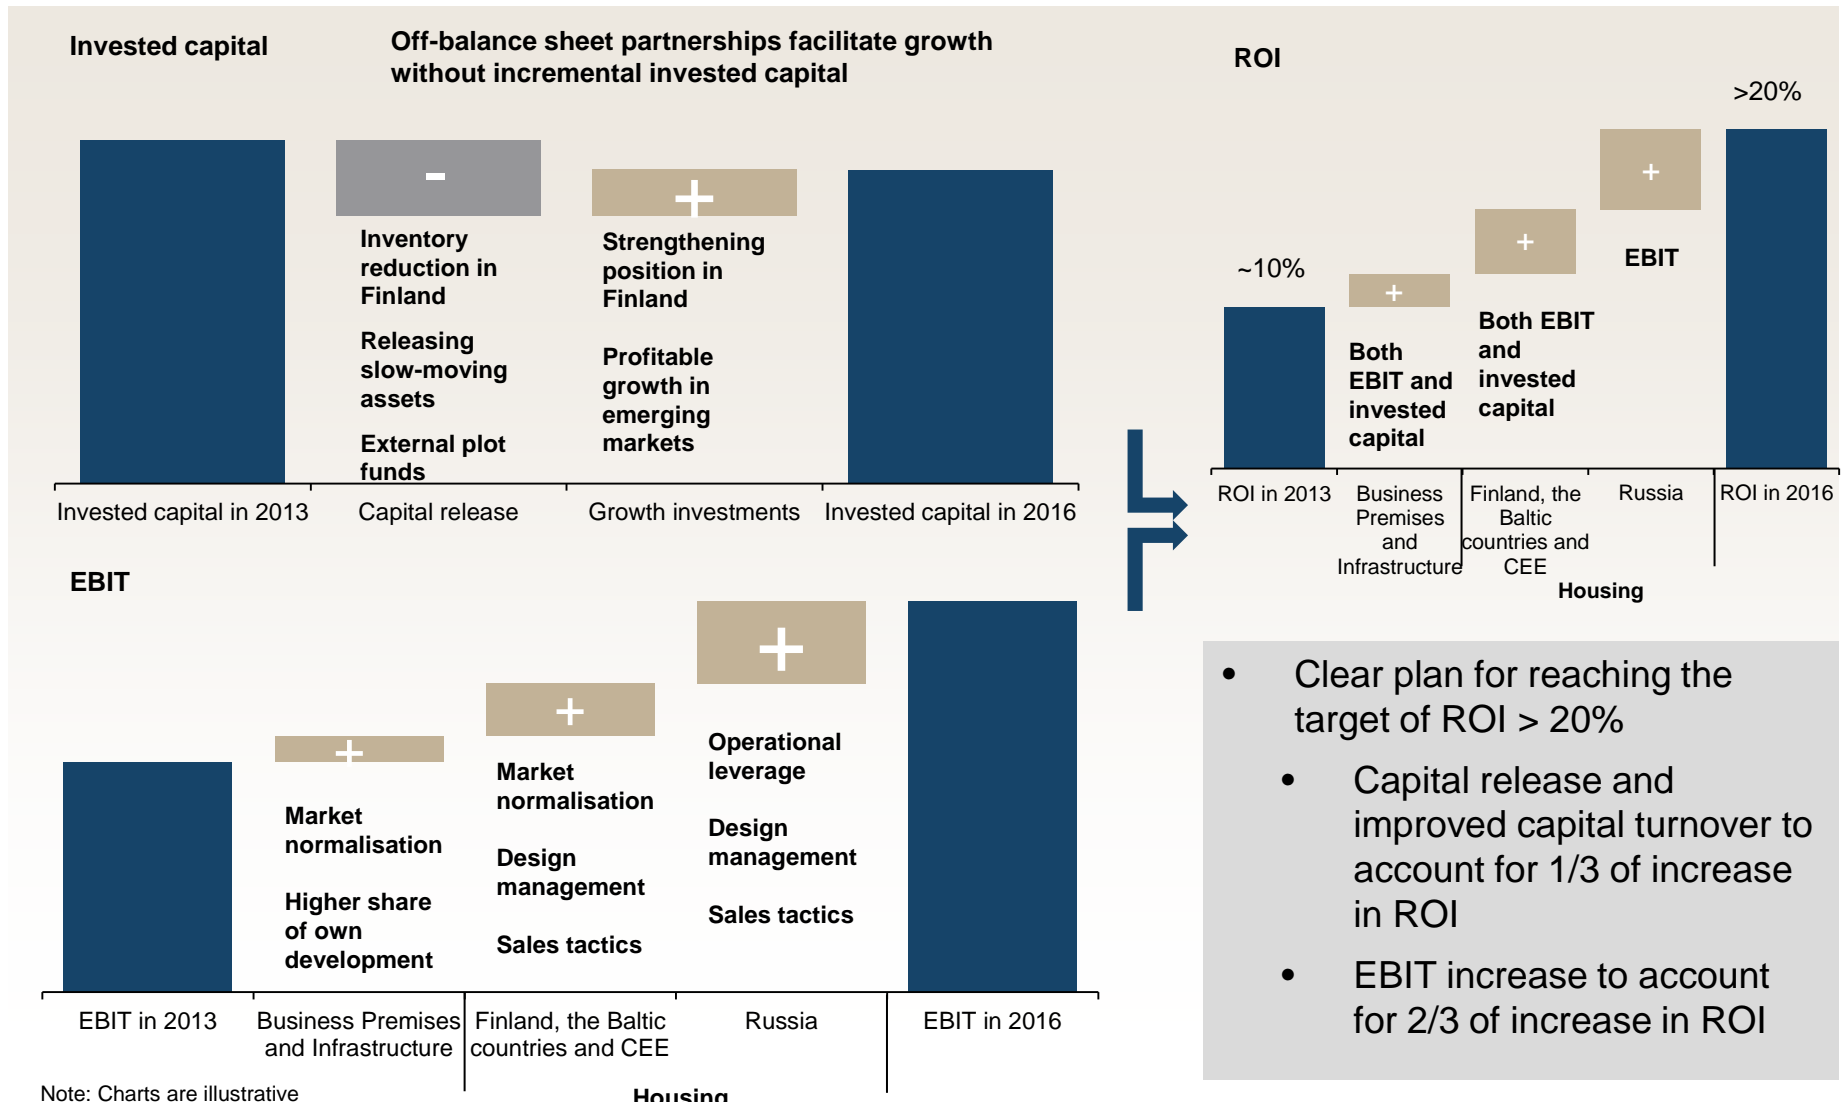 Invested capital
Off-balance sheet partnerships facilitate growth
without incremental invested capital
-
+
Inventory
reduction in
Finland
Releasing
slow-moving
assets
External plot
funds
Strengthening
position in
Finland
Profitable
growth in
emerging
markets
Invested capital in 2013
Capital release
Growth investments
Invested capital in 2016
ROI
~10%
>20%
+
+
+
Both
EBIT and
invested
capital
Both EBIT
and
invested
capital
EBIT
ROI in 2013
Business
Premises
and
Infrastructure
Finland, the
Baltic
countries and
CEE
Russia
ROI in 2016
Housing
EBIT
+
+
+
Market
normalisation
Higher share
of own
development
Market
normalisation
Design
management
Sales tactics
Operational
leverage
Design
management
Sales tactics
EBIT in 2013
Business Premises
and Infrastructure
Finland, the Baltic
countries and CEE
Russia
EBIT in 2016
Housing
Note: Charts are illustrative
• Clear plan for reaching the
target of ROI > 20%
• Capital release and
improved capital turnover to
account for 1/3 of increase
in ROI
• EBIT increase to account
for 2/3 of increase in ROI